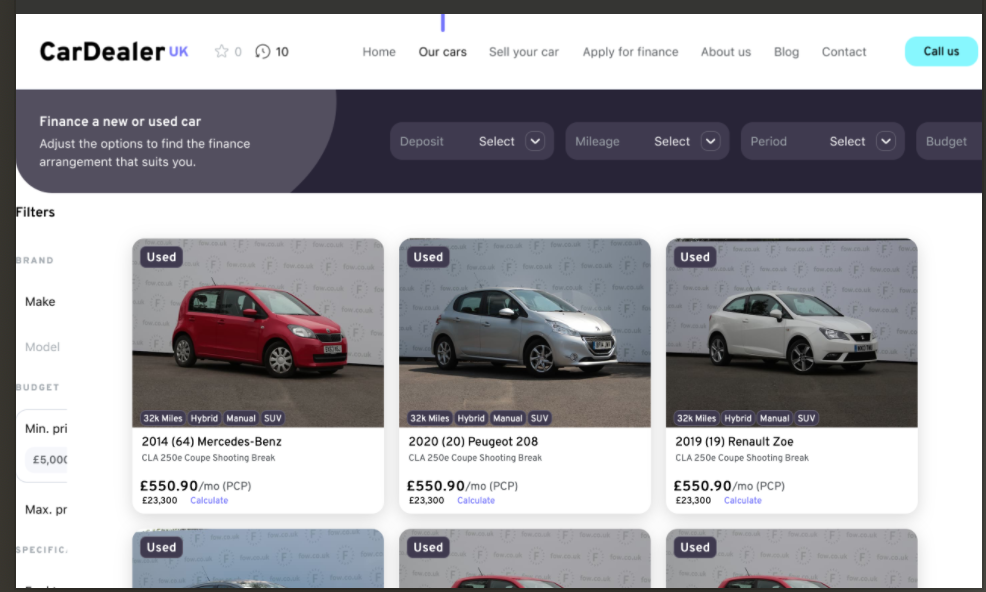 CarDealer UK
0
10
Home Our cars Sell your car Apply for finance About us Blog Contact
Call us
Finance a new or used car
Adjust the options to find the finance
arrangement that suits you.
Deposit Select
Mileage Select
Period Select
Budget
Filters
BRAND
Make
Model
BUDGET
Min. pri
£5,000
Max. pr
SPECIFIC.
Used
32k Miles Hybrid Manual SUV
2014 (64) Mercedes-Benz
CLA 250e Coupe Shooting Break
£550.90/mo (PCP)
£23,300 Calculate
Used
32k Miles Hybrid Manual SUV
2020 (20) Peugeot 208
CLA 250e Coupe Shooting Break
£550.90/mo (PCP)
£23,300 Calculate
Used
32k Miles Hybrid Manual SUV
2019 (19) Renault Zoe
CLA 250e Coupe Shooting Break
£550.90/mo (PCP)
£23,300 Calculate
Used
Used
Used